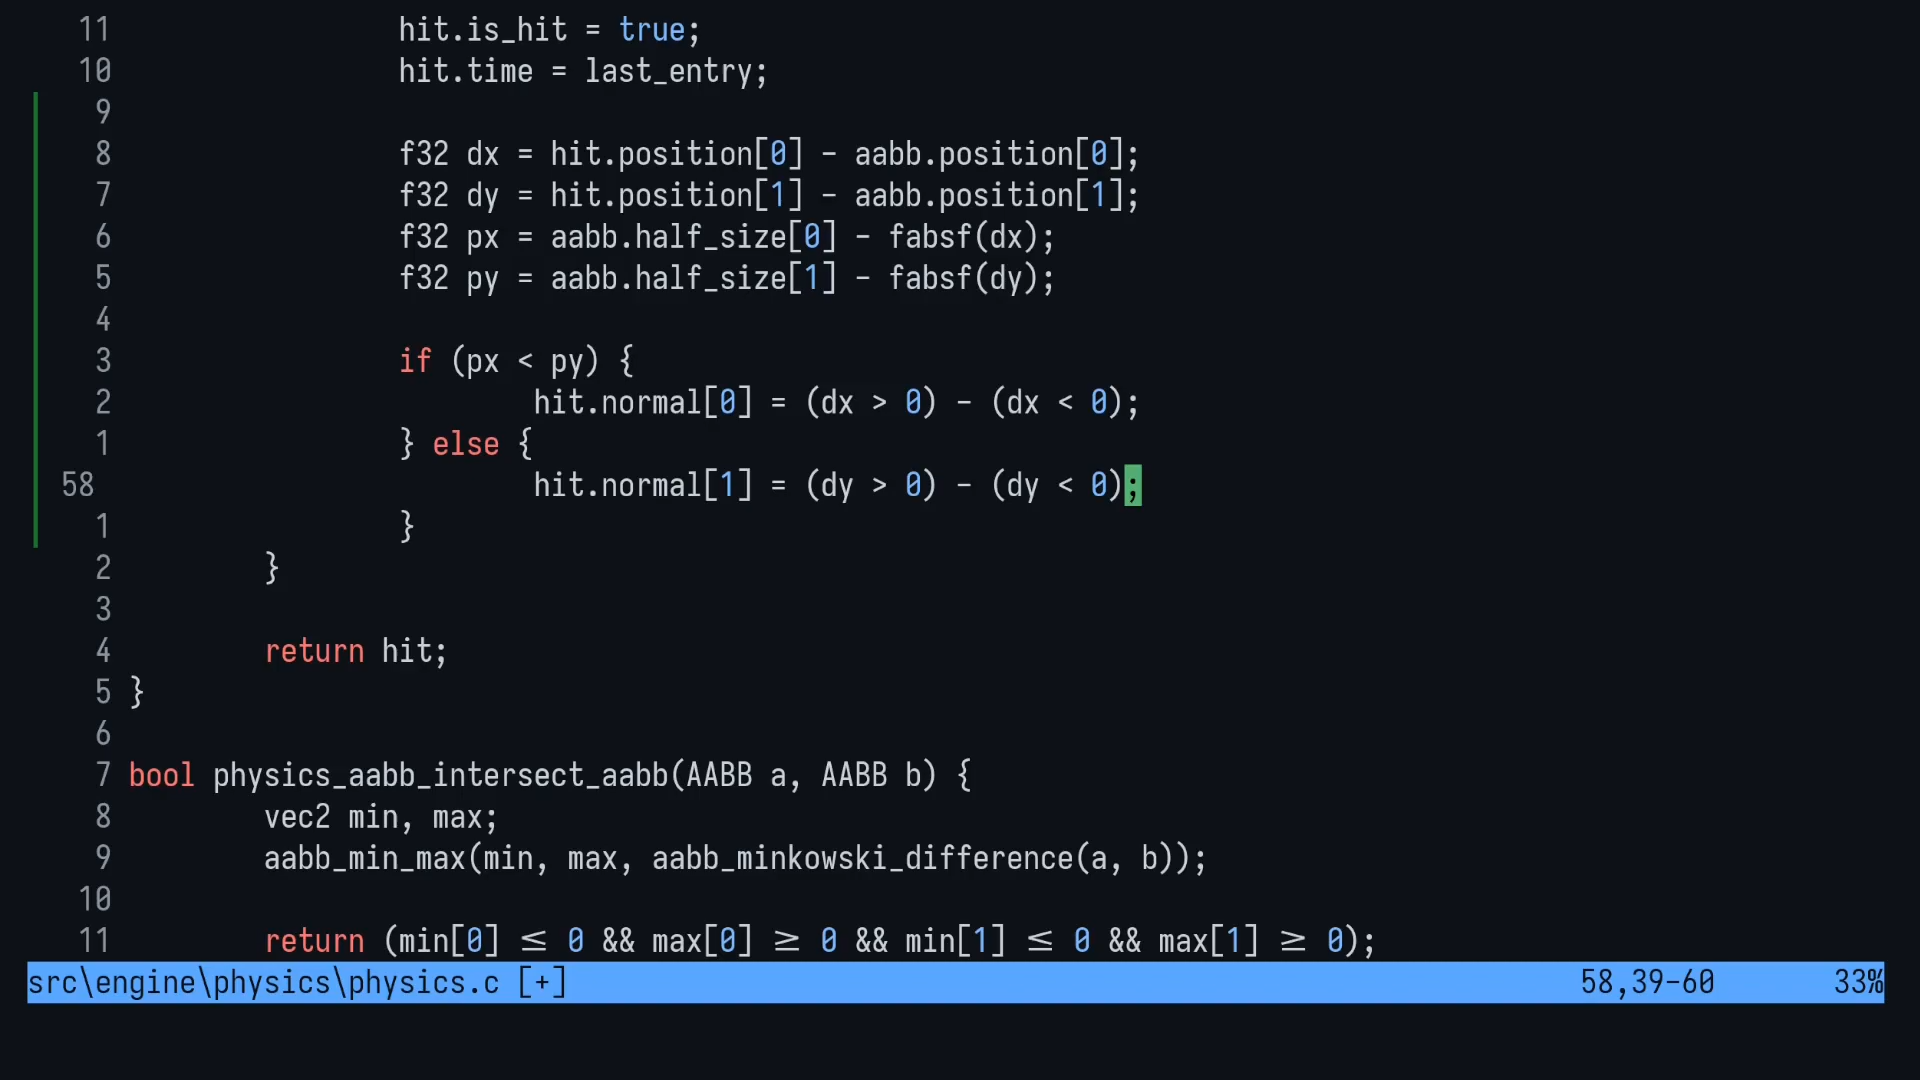 11 hit.is_hit = true;
10 hit.time = last_entry;
9
8 f32 dx = hit.position[0] - aabb.position[0];
7 f32 dy = hit.position[1] - aabb.position[1];
6 f32 px = aabb.half_size[0] - fabsf(dx);
5 f32 py = aabb.half_size[1] - fabsf(dy);
4
3 if (px < py) {
2 hit.normal[0] = (dx > 0) - (dx < 0);
1 } else {
58 hit.normal[1] = (dy > 0) - (dy < 0);
1 }
2 }
3
4 return hit;
5 }
6
7 bool physics_aabb_intersect_aabb(AABB a, AABB b) {
8 vec2 min, max;
9 aabb_min_max(min, max, aabb_minkowski_difference(a, b));
10
11 return (min[0] ≤ 0 && max[0] ≥ 0 && min[1] ≤ 0 && max[1] ≥ 0);
src\engine\physics\physics.c [+] 58,39-60 33%